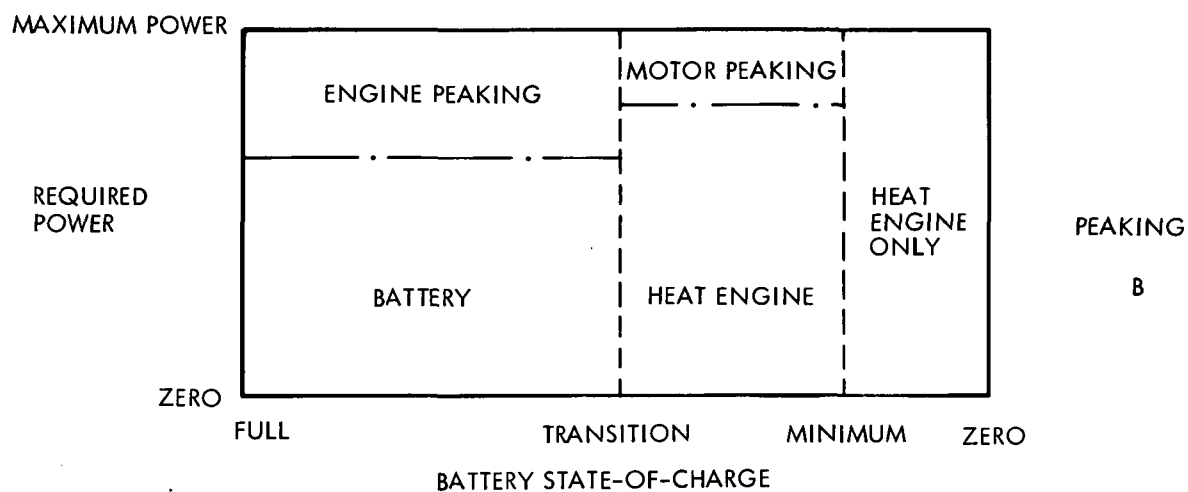 MAXIMUM POWER
ENGINE PEAKING
MOTOR PEAKING
REQUIRED
POWER
BATTERY
HEAT ENGINE
HEAT
ENGINE
ONLY
PEAKING
B
ZERO
FULL
TRANSITION
MINIMUM
ZERO
BATTERY STATE-OF-CHARGE